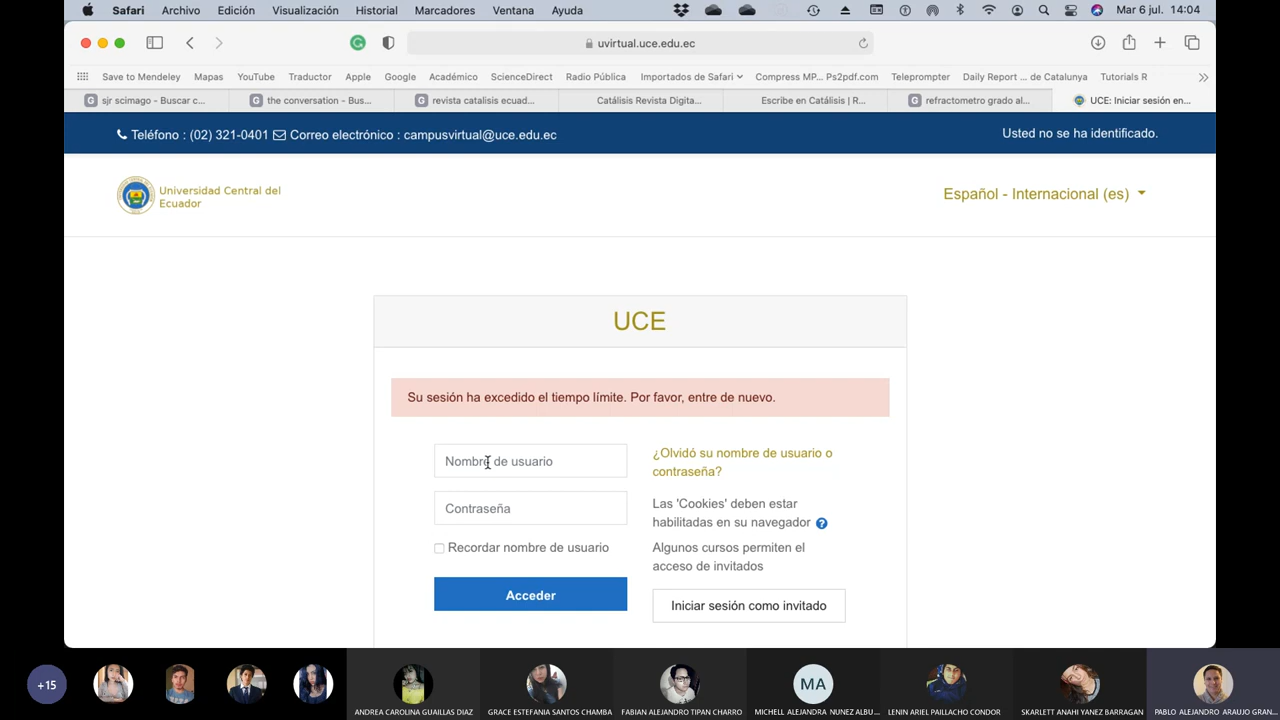 Safari Archivo Edición Visualización Historial Marcadores Ventana Ayuda Mar 6 jul. 14:04
uvirtual.uce.edu.ec
Save to Mendeley Mapas YouTube Traductor Apple Google Académico ScienceDirect Radio Pública Importados de Safari Compress MP... Ps2pdf.com Teleprompter Daily Report ... de Catalunya Tutorials R
sjr scimago - Buscar c... the conversation - Bus... revista catalisis ecuad... Catálisis Revista Digita... Escribe en Catálisis | R... refractometro grado al... UCE: Iniciar sesión en...
Teléfono : (02) 321-0401 Correo electrónico : campusvirtual@uce.edu.ec Usted no se ha identificado.
Universidad Central del
Ecuador
Español - Internacional (es)
UCE
Su sesión ha excedido el tiempo límite. Por favor, entre de nuevo.
Nombre de usuario
Contraseña
Recordar nombre de usuario
Acceder
¿Olvidó su nombre de usuario o
contraseña?
Las 'Cookies' deben estar
habilitadas en su navegador ?
Algunos cursos permiten el
acceso de invitados
Iniciar sesión como invitado
+15
MA
ANDREA CAROLINA GUAILLAS DIAZ GRACE ESTEFANIA SANTOS CHAMBA FABIAN ALEJANDRO TIPAN CHARRO MICHELL ALEJANDRA NUNEZ ALBU... LENIN ARIEL PAILLACHO CONDOR SKARLETT ANAHI YANEZ BARRAGAN PABLO ALEJANDRO ARAUJO GRAN...